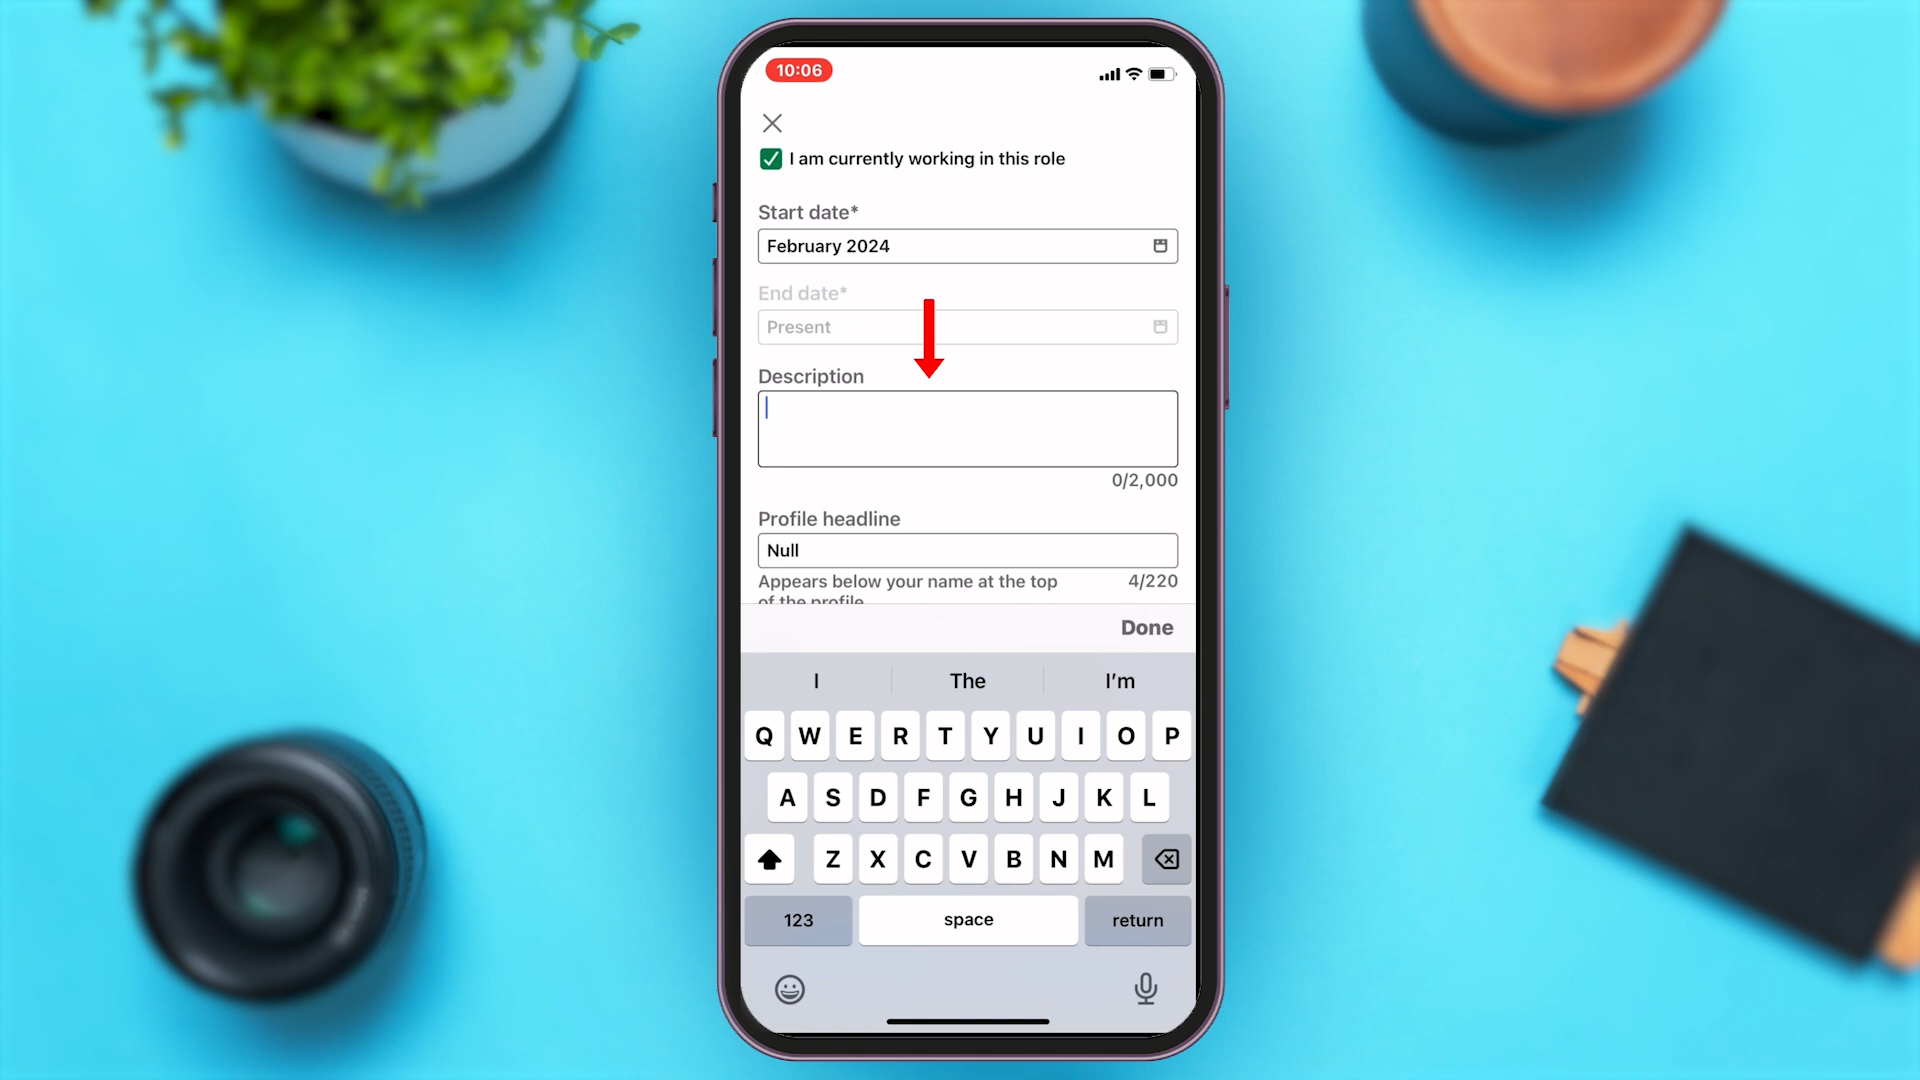 10:06
I am currently working in this role
Start date*
February 2024
End date*
Present
Description
0/2,000
Profile headline
Null
Appears below your name at the top 4/220
of the profile
Done
I The I'm
Q W E R T Y U I O P
A S D F G H J K L
Z X C V B N M
123 space return